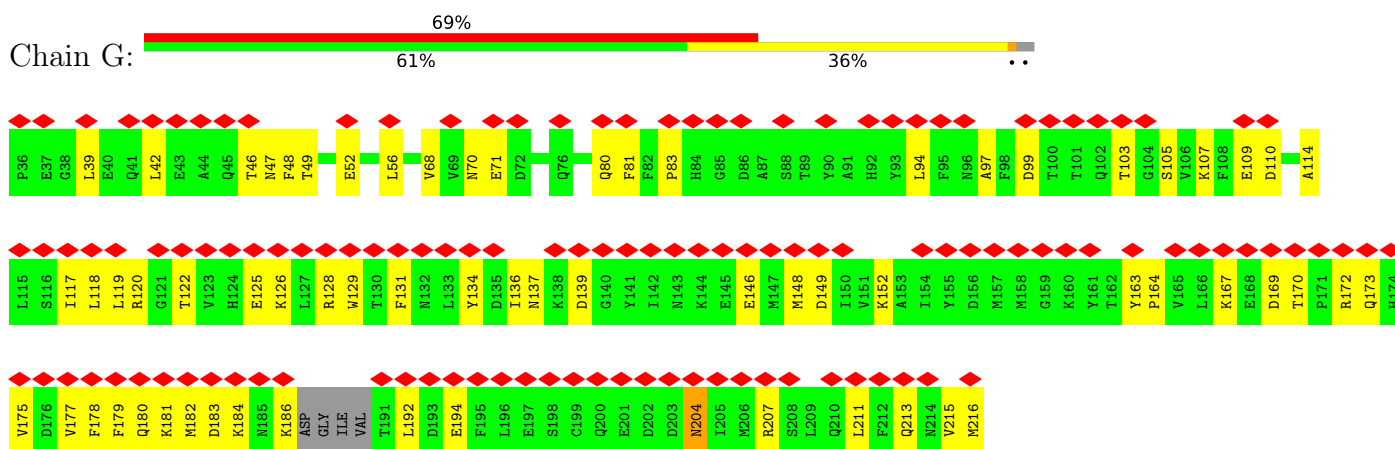 69%
Chain G:
61% 36% ..
P36 E37 G38 L39 E40 Q41 L42 E43 A44 Q45 T46 N47 F48 T49 E52 L56 V68 V69 N70 E71 D72 Q76 Q80 F81 F82 P83 H84 G85 D86 A87 S88 T89 Y90 A91 H92 Y93 L94 F95 N96 A97 F98 D99 T100 T101 Q102 T103 G104 S105 V106 K107 F108 E109 D110 A114
L115 S116 I117 L118 L119 R120 G121 T122 V123 H124 E125 K126 L127 R128 W129 T130 F131 N132 L133 Y134 D135 I136 N137 K138 D139 G140 Y141 I142 N143 K144 E145 E146 M147 M148 D149 I150 V151 K152 A153 I154 Y155 D156 M157 M158 G159 K160 Y161 T162 Y163 P164 V165 L166 K167 E168 D169 T170 P171 R172 Q173 H174
V175 D176 V177 F178 F179 Q180 K181 M182 D183 K184 N185 K186 ASP GLY ILE VAL T191 L192 D193 E194 F195 L196 E197 S198 C199 Q200 E201 D202 D203 N204 I205 M206 R207 S208 L209 Q210 L211 F212 Q213 N214 V215 M216